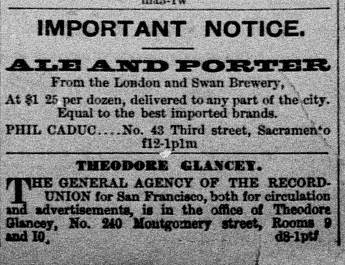 ma5-1w
IMPORTANT NOTICE.
ALE AND PORTER
From the London and Swan Brewery,
At $1 25 per dozen, delivered to any part of the city.
Equal to the best imported brands.
PHIL CADUC....No. 43 Third street, Sacramento
f12-1p1m
THEODORE GLANCEY.
THE GENERAL AGENCY OF THE RECORD-
UNION for San Francisco, both for circulation
and advertisements, is in the office of Theodore
Glancey, No. 240 Montgomery street, Rooms 9
and 10. d8-1ptf